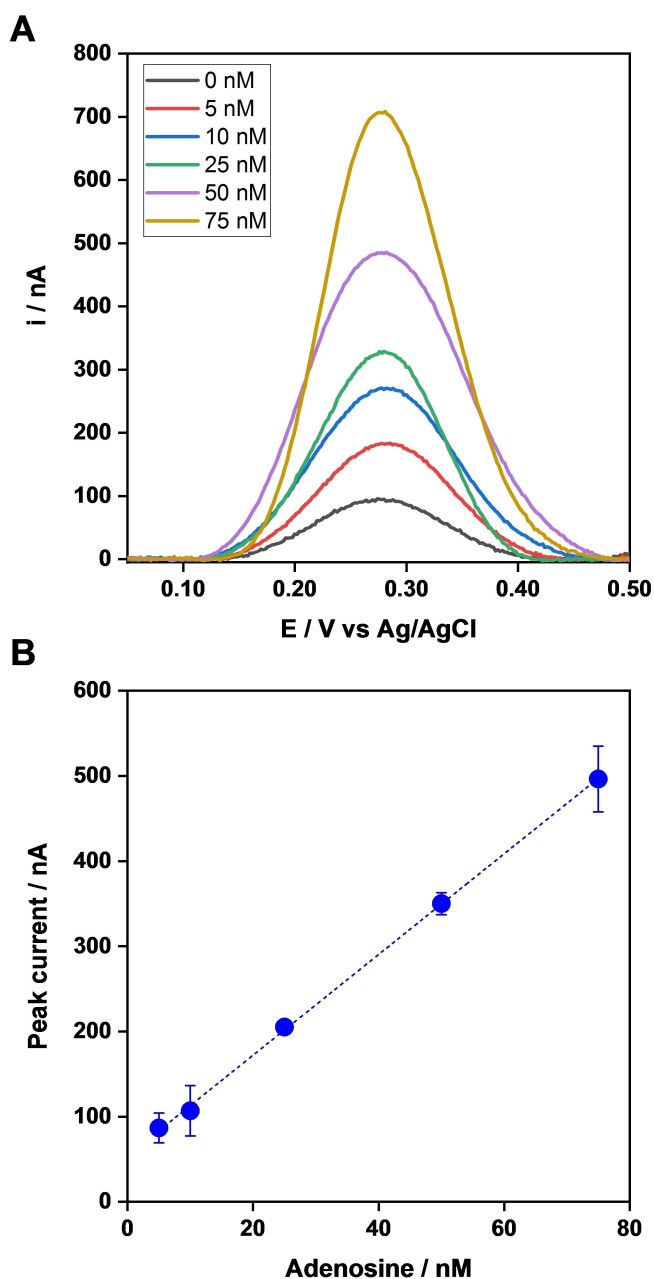 A
800
700
600
500
400
300
200
100
0
i / nA
0 nM
5 nM
10 nM
25 nM
50 nM
75 nM
0.10 0.20 0.30 0.40 0.50
E / V vs Ag/AgCl
B
600
500
400
300
200
100
0
Peak current / nA
0 20 40 60 80
Adenosine / nM